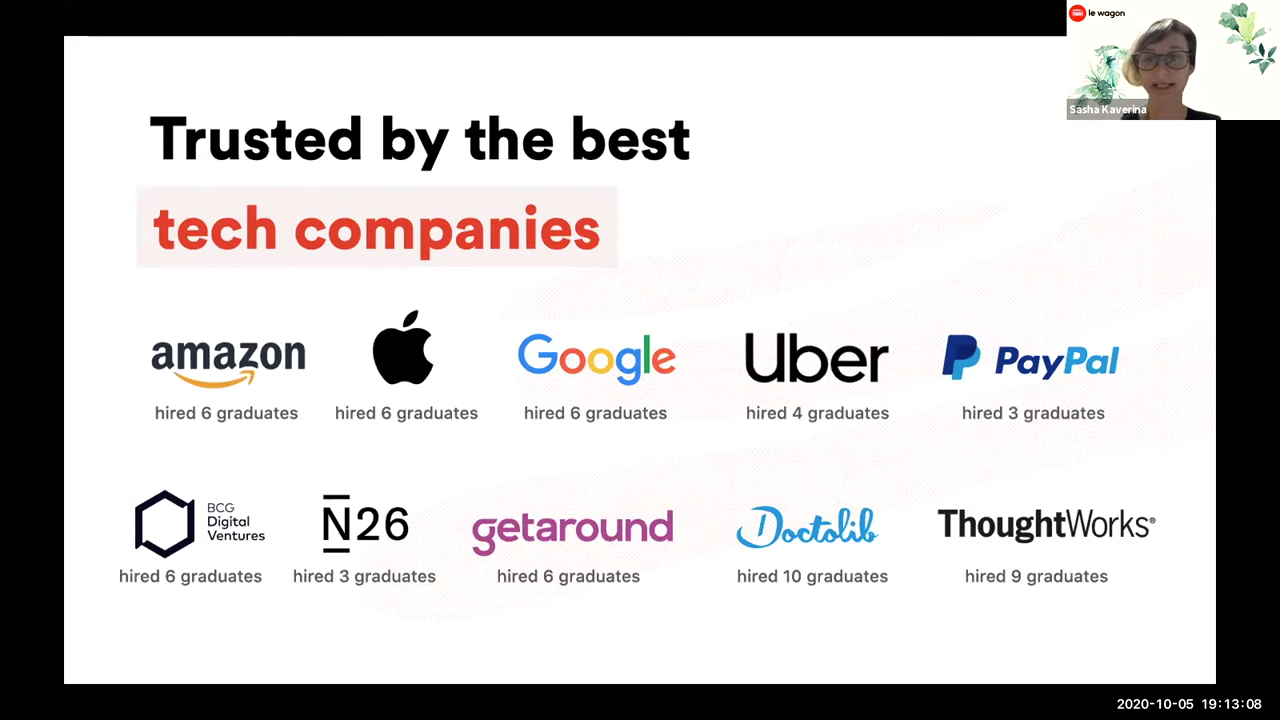 le wagon
Sasha Kaverina
Trusted by the best
tech companies
amazon
Google
Uber
PayPal
hired 6 graduates
hired 6 graduates
hired 6 graduates
hired 4 graduates
hired 3 graduates
BCG
Digital
Ventures
N26
getaround
Doctolib
ThoughtWorks®
hired 6 graduates
hired 3 graduates
hired 6 graduates
hired 10 graduates
hired 9 graduates
2020-10-05 19:13:08